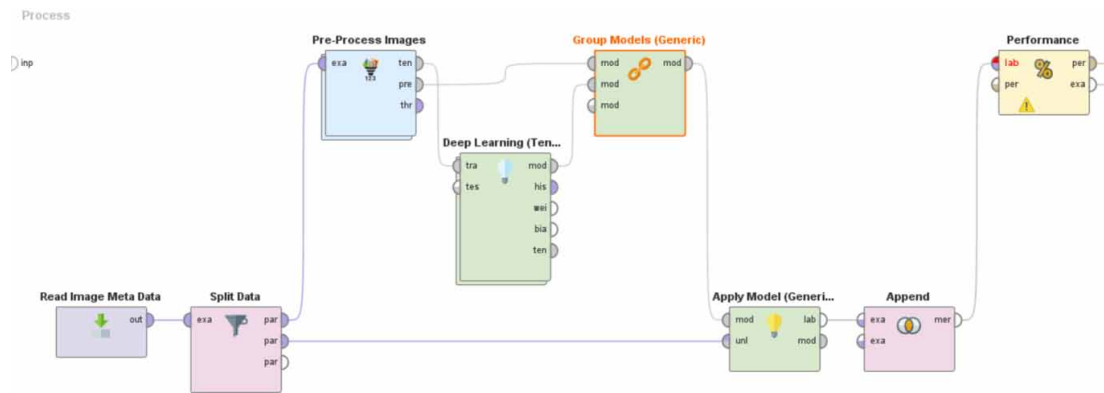 Process
inp
Pre-Process Images
exa ten
pre
thr
Group Models (Generic)
mod mod
mod
mod
Performance
lab per
per exa
Deep Learning (Ten...
tra mod
tes his
wei
bia
ten
Read Image Meta Data
out
Split Data
exa par
par
par
Apply Model (Generi...
mod lab
unl mod
Append
exa mer
exa